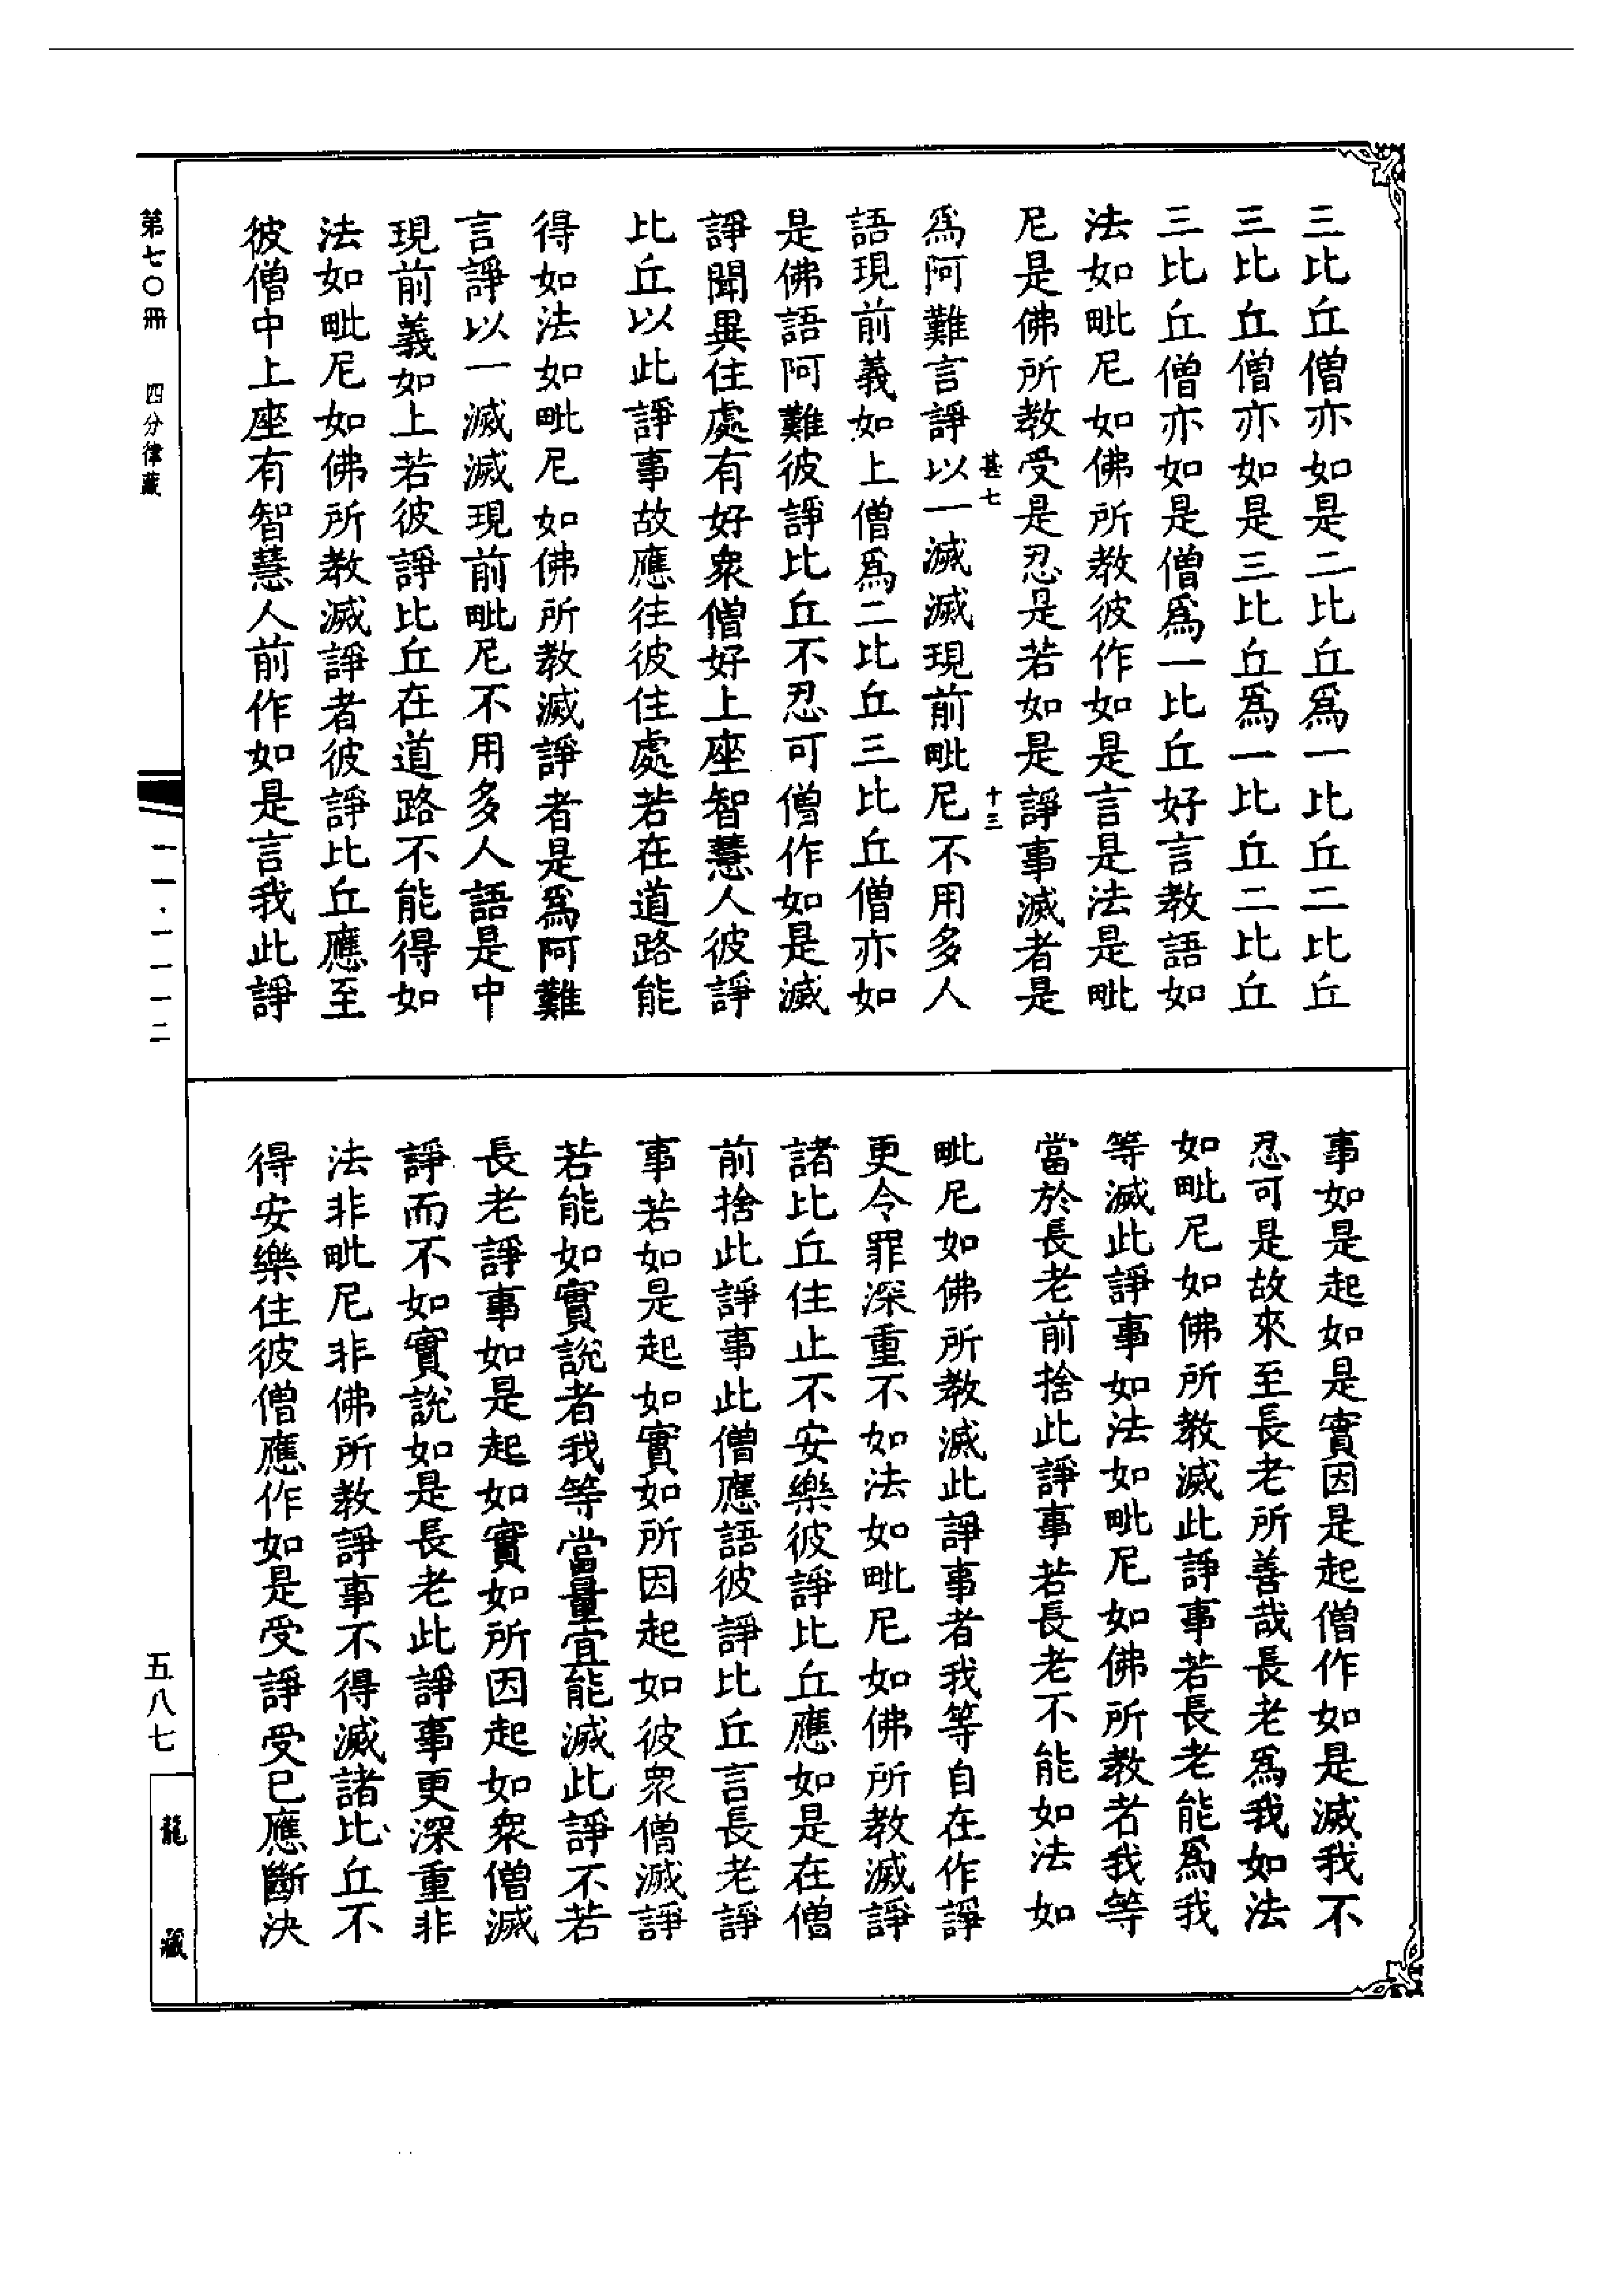 三比丘僧亦如是二比丘爲一比丘二比丘
三比丘僧亦如是三比丘爲一比丘二比丘
三比丘僧亦如是僧爲一比丘好言教語如
法如毗尼如佛所教彼作如是言是法是毗
尼是佛所教受是忍是若如是諍事滅者是
甚七 十三
爲阿難言諍以一滅滅現前毗尼不用多人
語現前義如上僧爲二比丘三比丘僧亦如
是佛語阿難彼諍比丘不忍可僧作如是滅
諍聞異住處有好衆僧好上座智慧人彼諍
比丘以此諍事故應往彼住處若在道路能
得如法如毗尼如佛所教滅諍者是爲阿難
言諍以一滅滅現前毗尼不用多人語是中
現前義如上若彼諍比丘在道路不能得如
法如毗尼如佛所教滅諍者彼諍比丘應至
彼僧中上座有智慧人前作如是言我此諍
事如是起如是實因是起僧作如是滅我不
忍可是故來至長老所善哉長老爲我如法
如毗尼如佛所教滅此諍事若長老能爲我
等滅此諍事如法如毗尼如佛所教者我等
當於長老前捨此諍事若長老不能如法如
毗尼如佛所教滅此諍事者我等自在作諍
更令罪深重不如法如毗尼如佛所教滅諍
諸比丘住止不安樂彼諍比丘應如是在僧
前捨此諍事此僧應語彼諍比丘言長老諍
事若如是起如實如所因起如彼衆僧滅諍
若能如實說者我等當量宜能滅此諍不若
長老諍事如是起如實如所因起如衆僧滅
諍而不如實說如是長老此諍事更深重非
法非毗尼非佛所教諍事不得滅諸比丘不
得安樂住彼僧應作如是受諍受已應斷決
第七〇冊 四分律藏
一一·一一一二
五八七
龍藏